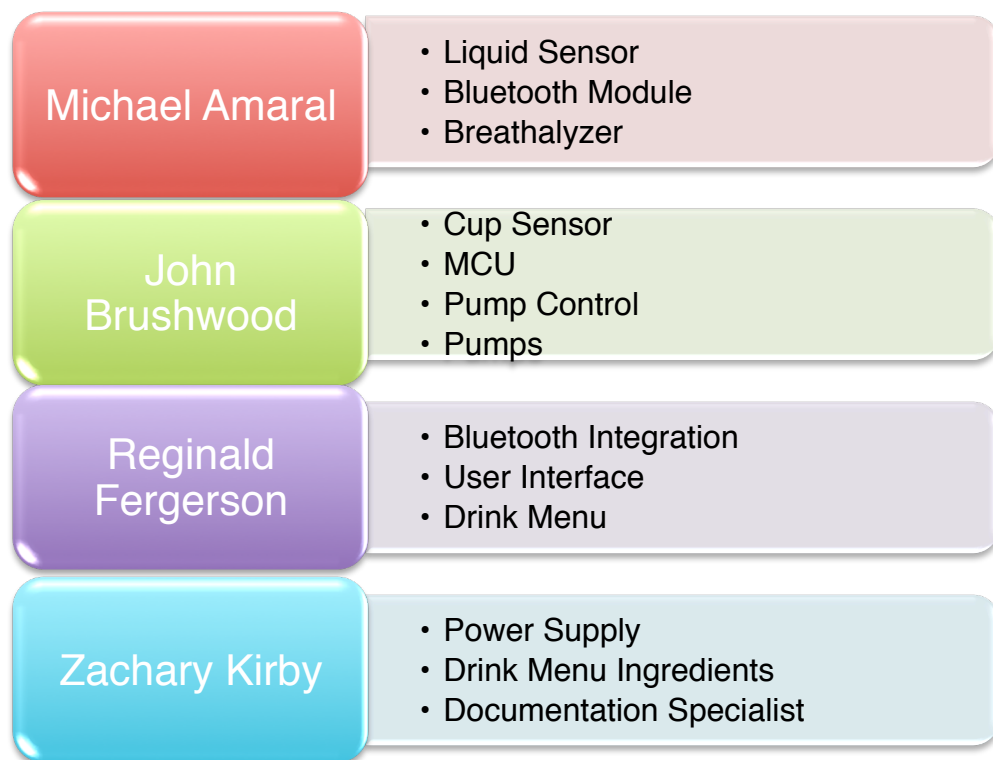 Michael Amaral
• Liquid Sensor
• Bluetooth Module
• Breathalyzer
John
Brushwood
• Cup Sensor
• MCU
• Pump Control
• Pumps
Reginald
Fergerson
• Bluetooth Integration
• User Interface
• Drink Menu
Zachary Kirby
• Power Supply
• Drink Menu Ingredients
• Documentation Specialist